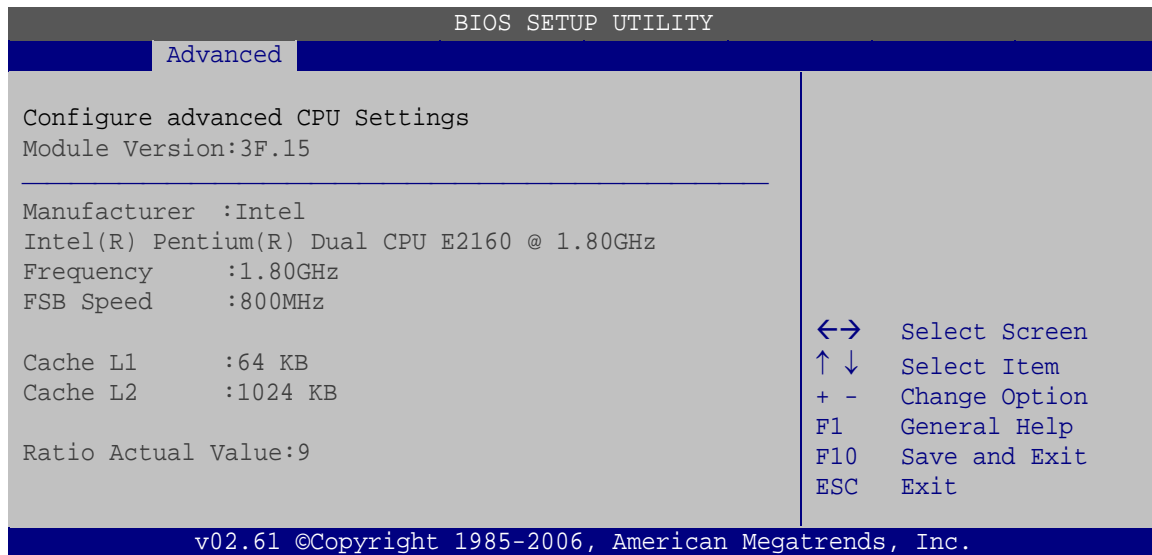 BIOS SETUP UTILITY
Advanced
Configure advanced CPU Settings
Module Version:3F.15
Manufacturer :Intel
Intel(R) Pentium(R) Dual CPU E2160 @ 1.80GHz
Frequency :1.80GHz
FSB Speed :800MHz
Cache L1 :64 KB
Cache L2 :1024 KB
Ratio Actual Value:9
←→ Select Screen
↑ ↓ Select Item
+ - Change Option
F1 General Help
F10 Save and Exit
ESC Exit
v02.61 ©Copyright 1985-2006, American Megatrends, Inc.